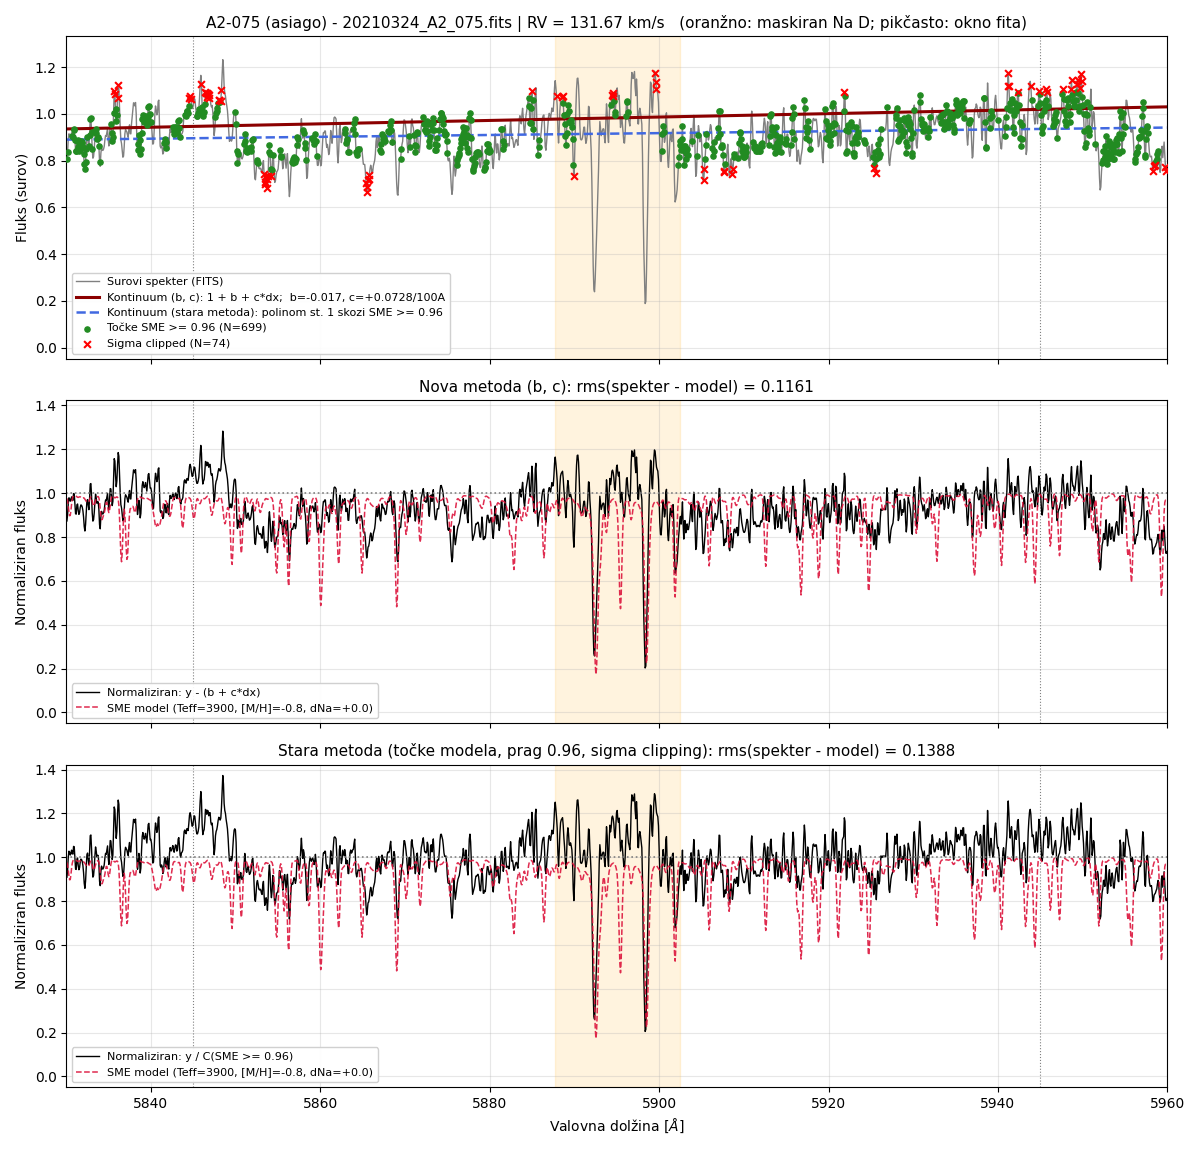 A2-075 (asiago) - 20210324_A2_075.fits | RV = 131.67 km/s   (oranžno: maskiran Na D; pikčasto: okno fita)
1.2
1.0
0.8
0.6
0.4
0.2
0.0
Fluks (surov)
Surovi spekter (FITS)
Kontinuum (b, c): 1 + b + c*dx;  b=-0.017, c=+0.0728/100A
Kontinuum (stara metoda): polinom st. 1 skozi SME >= 0.96
Točke SME >= 0.96 (N=699)
Sigma clipped (N=74)
Nova metoda (b, c): rms(spekter - model) = 0.1161
1.4
1.2
1.0
0.8
0.6
0.4
0.2
0.0
Normaliziran fluks
Normaliziran: y - (b + c*dx)
SME model (Teff=3900, [M/H]=-0.8, dNa=+0.0)
Stara metoda (točke modela, prag 0.96, sigma clipping): rms(spekter - model) = 0.1388
1.4
1.2
1.0
0.8
0.6
0.4
0.2
0.0
Normaliziran fluks
Normaliziran: y / C(SME >= 0.96)
SME model (Teff=3900, [M/H]=-0.8, dNa=+0.0)
5840 5860 5880 5900 5920 5940 5960
Valovna dolžina [Å]